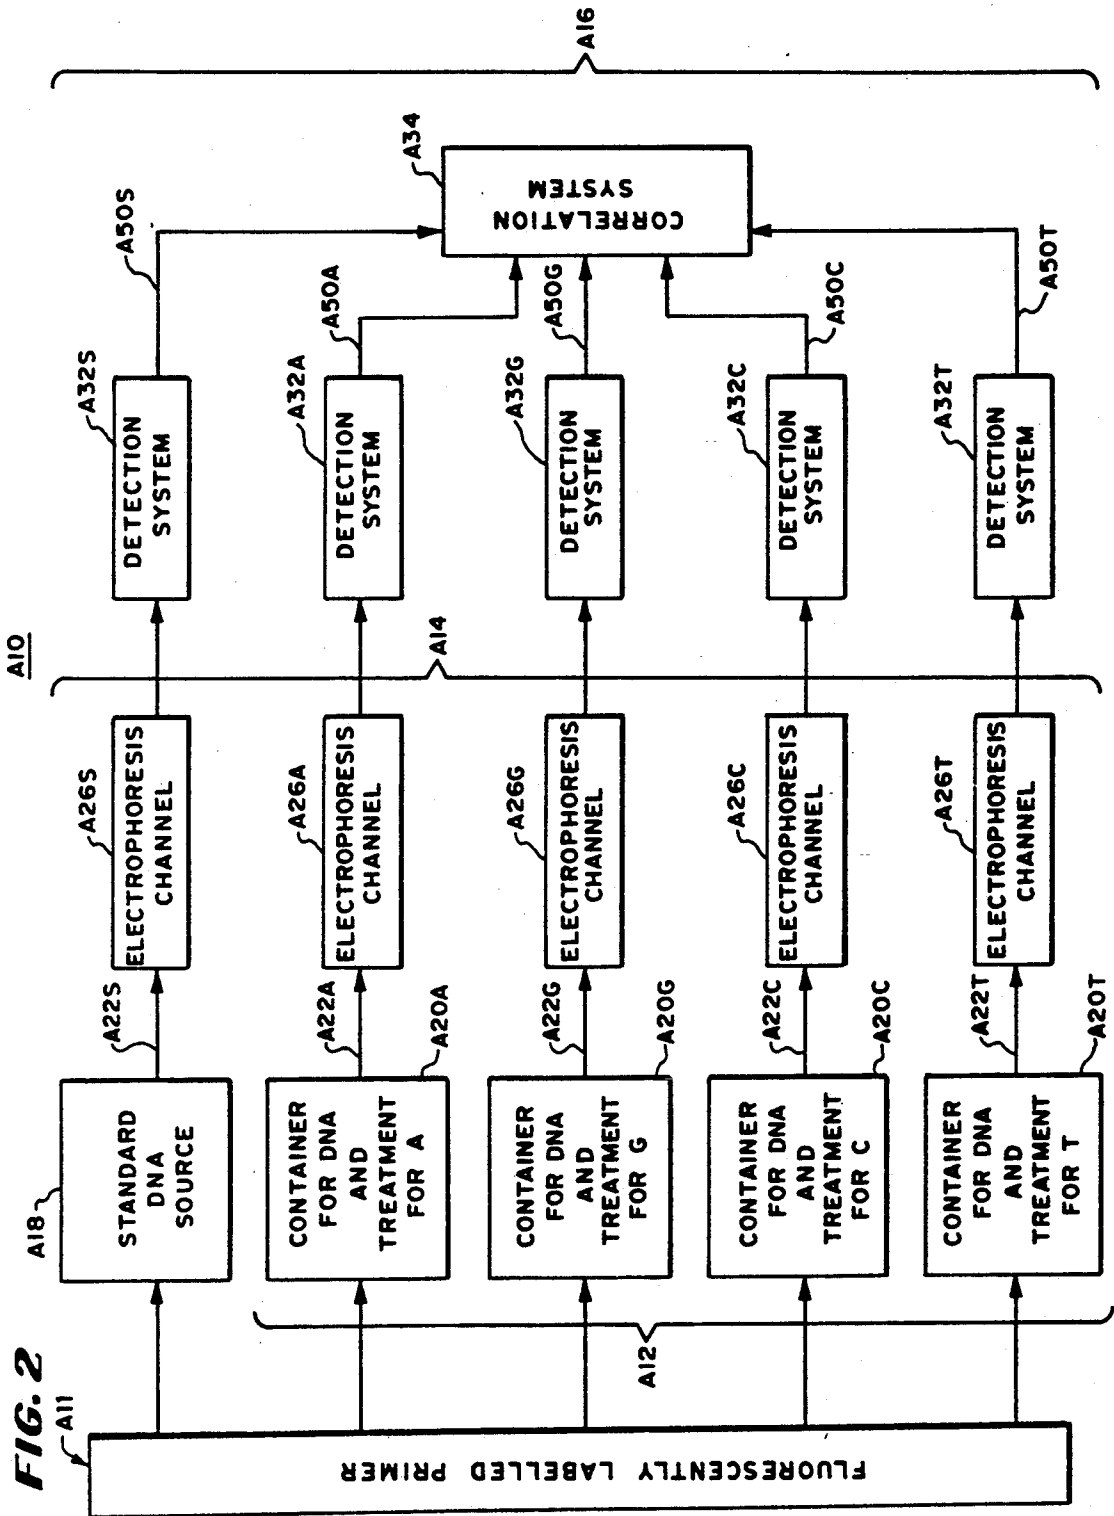 FIG. 2
A10
A11
FLUORESCENTLY LABELLED PRIMER
A12
A18
STANDARD
DNA
SOURCE
A22S
A26S
ELECTROPHORESIS
CHANNEL
A32S
DETECTION
SYSTEM
A50S
CONTAINER
FOR DNA
AND
TREATMENT
FOR A
A20A
A22A
A26A
ELECTROPHORESIS
CHANNEL
A32A
DETECTION
SYSTEM
A50A
CONTAINER
FOR DNA
AND
TREATMENT
FOR G
A20G
A22G
A26G
ELECTROPHORESIS
CHANNEL
A32G
DETECTION
SYSTEM
A50G
CONTAINER
FOR DNA
AND
TREATMENT
FOR C
A20C
A22C
A26C
ELECTROPHORESIS
CHANNEL
A32C
DETECTION
SYSTEM
A50C
CONTAINER
FOR DNA
AND
TREATMENT
FOR T
A20T
A22T
A26T
ELECTROPHORESIS
CHANNEL
A32T
DETECTION
SYSTEM
A50T
A14
A34
CORRELATION
SYSTEM
A16